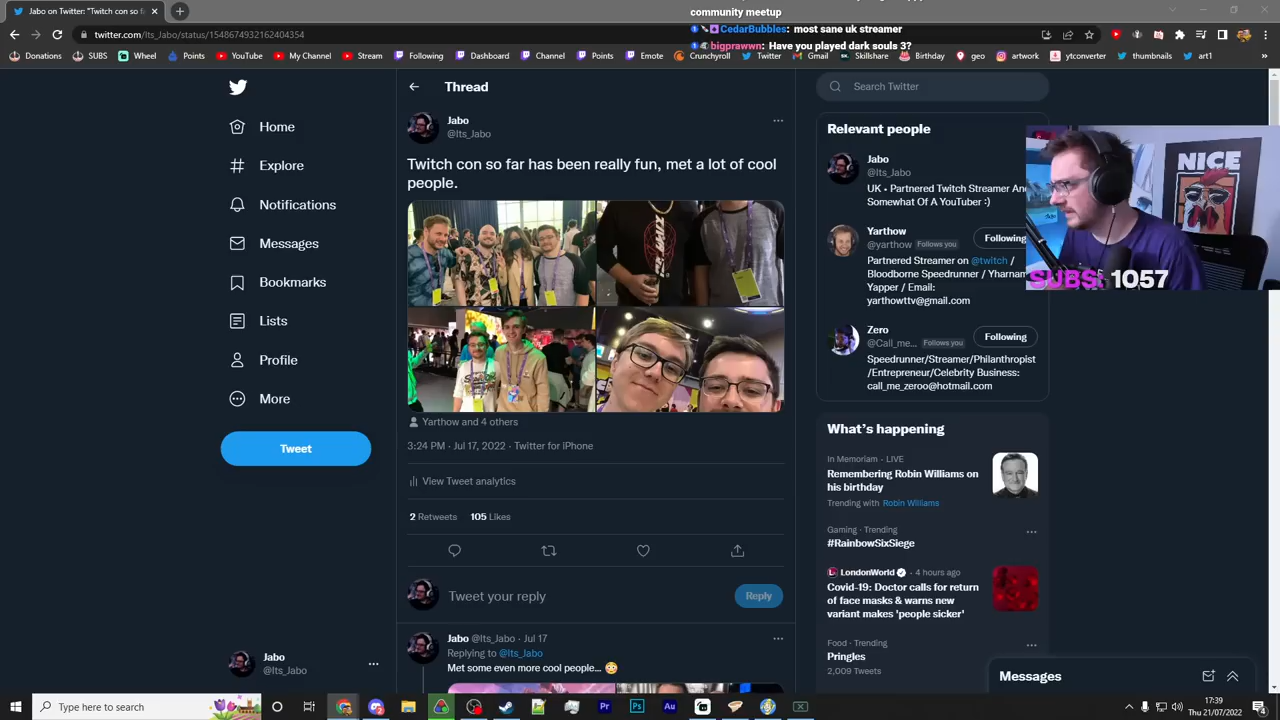 community meetup
CedarBubbles: most sane uk streamer
bigprawwn: Have you played dark souls 3?
Jabo on Twitter: "Twitch con so f
twitter.com/Its_Jabo/status/1548674932162404354
Donations
SUBS
Wheel
Points
YouTube
My Channel
Stream
Following
Dashboard
Channel
Points
Emote
Crunchyroll
Twitter
Gmail
Skillshare
Birthday
geo
artwork
ytconverter
thumbnails
art1
Home
Explore
Notifications
Messages
Bookmarks
Lists
Profile
More
Tweet
Jabo
@Its_Jabo
Thread
Jabo
@Its_Jabo
Twitch con so far has been really fun, met a lot of cool
people.
Yarthow and 4 others
3:24 PM · Jul 17, 2022 · Twitter for iPhone
View Tweet analytics
2 Retweets 105 Likes
Tweet your reply
Reply
Jabo @Its_Jabo · Jul 17
Replying to @Its_Jabo
Met some even more cool people... 😳
Search Twitter
Relevant people
Jabo
@Its_Jabo
UK • Partnered Twitch Streamer And
Somewhat Of A YouTuber :)
Yarthow
@yarthow Follows you
Following
Partnered Streamer on @twitch /
Bloodborne Speedrunner / Yharnam
Yapper / Email:
yarthowttv@gmail.com
Zero
@Call_me... Follows you
Following
Speedrunner/Streamer/Philanthropist
/Entrepreneur/Celebrity Business:
call_me_zeroo@hotmail.com
NICE
SUBS: 1057
What's happening
In Memoriam · LIVE
Remembering Robin Williams on
his birthday
Trending with Robin Williams
Gaming · Trending
#RainbowSixSiege
LondonWorld · 4 hours ago
Covid-19: Doctor calls for return
of face masks & warns new
variant makes 'people sicker'
Food · Trending
Pringles
2,009 Tweets
Messages
Type here to search
17:39
Thu 21/07/2022